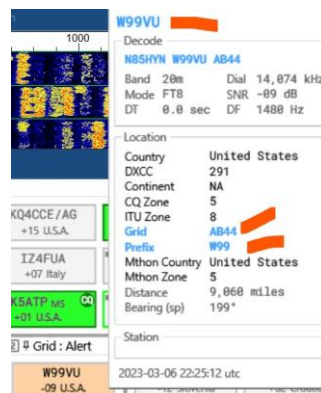 W99VU
1000
Decode
N85HYN W99VU AB44
Band 20m Dial 14,074 kHz
Mode FT8 SNR -09 dB
DT 0.0 sec DF 1480 Hz
Location
Country United States
DXCC 291
Continent NA
CQ Zone 5
ITU Zone 8
Grid AB44
Prefix W99
Mthon Country United States
Mthon Zone 5
Distance 9,060 miles
Bearing (sp) 199°
Station
2023-03-06 22:25:12 utc
KQ4CCE / AG
+15 U.S.A.
IZ4FUA
+07 Italy
K5ATP MS
+01 U.S.A.
Grid : Alert
W99VU
-09 U.S.A.